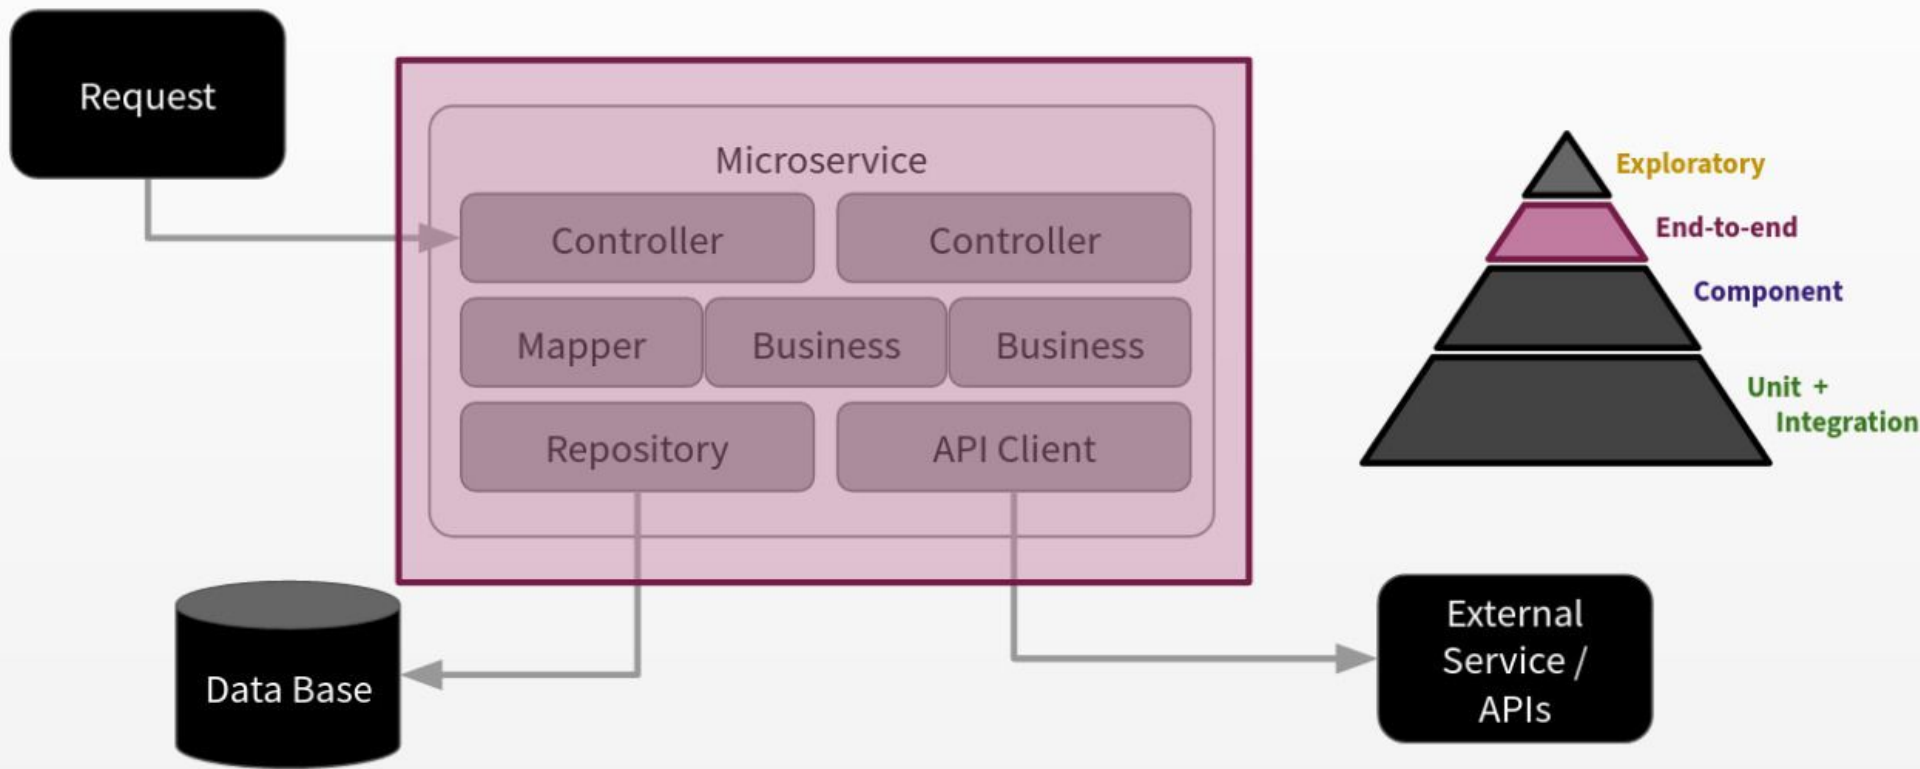 Request
Microservice
Controller
Controller
Mapper
Business
Business
Repository
API Client
Data Base
External
Service /
APIs
Exploratory
End-to-end
Component
Unit +
Integration